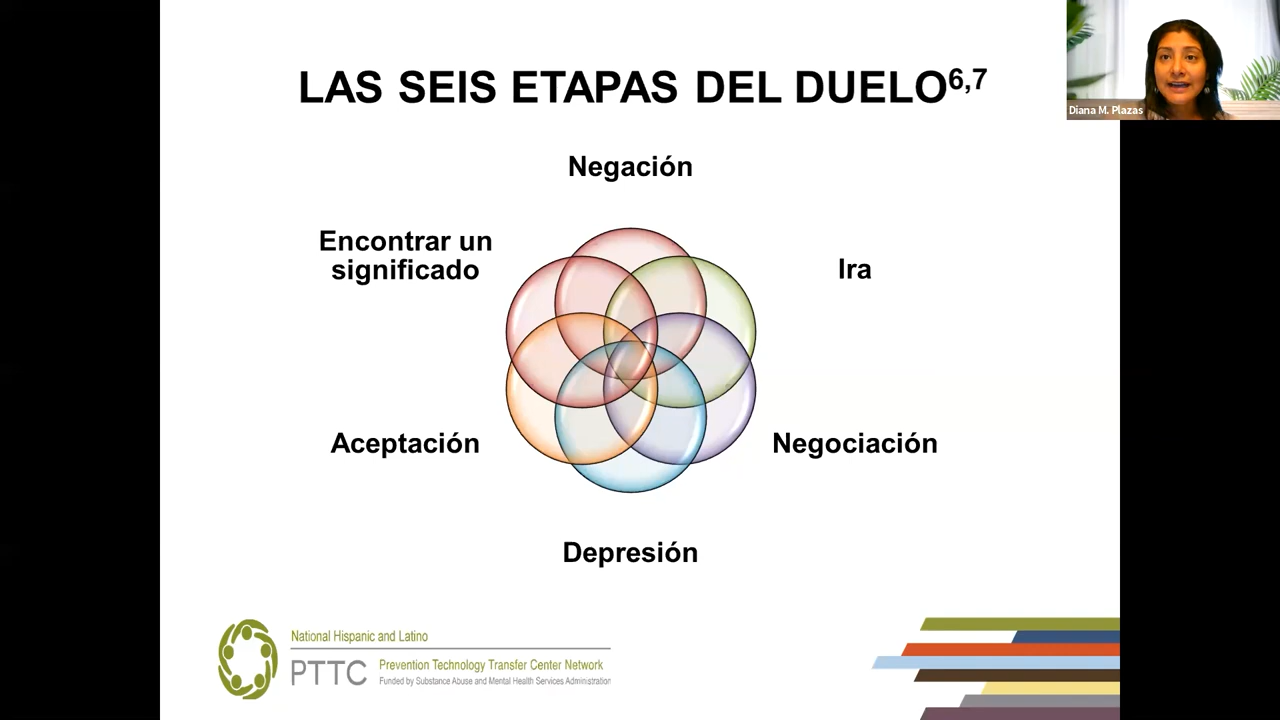 LAS SEIS ETAPAS DEL DUELO6,7
Diana M. Plazas
Negación
Encontrar un
significado
Ira
Aceptación
Negociación
Depresión
National Hispanic and Latino
PTTC
Prevention Technology Transfer Center Network
Funded by Substance Abuse and Mental Health Services Administration